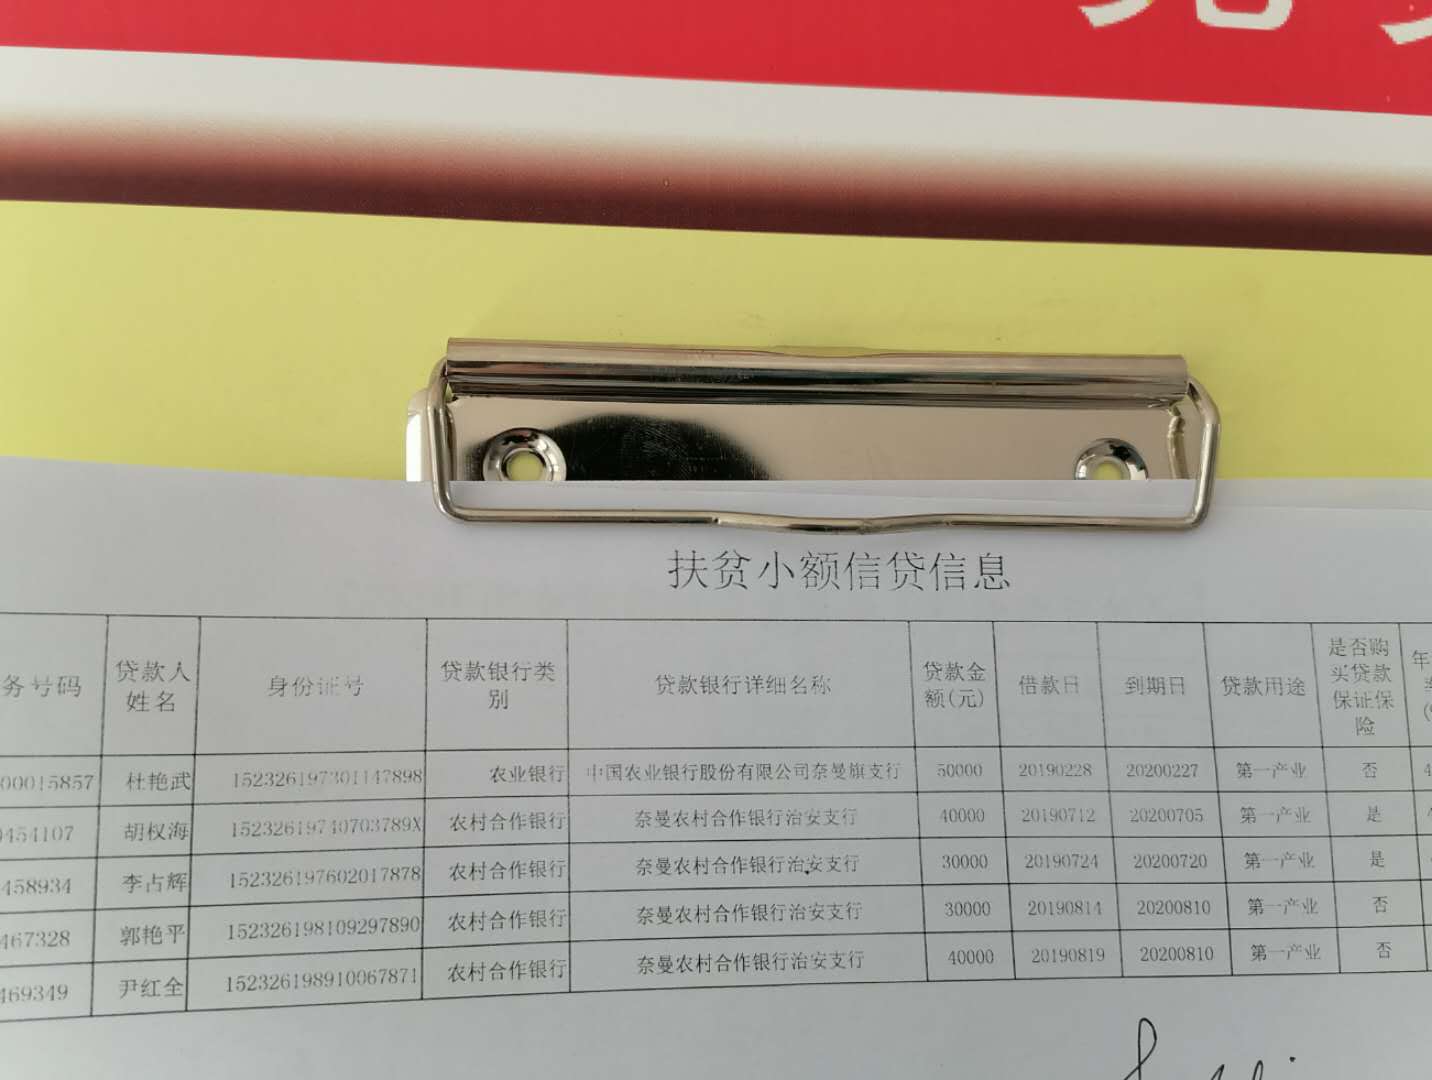 扶贫小额信贷信息
务号码 贷款人姓名 身份证号 贷款银行类别 贷款银行详细名称 贷款金额(元) 借款日 到期日 贷款用途 是否购买贷款保证保险 年
00015857 杜艳武 152326197301147898 农业银行 中国农业银行股份有限公司奈曼旗支行 50000 20190228 20200227 第一产业 否 4
454107 胡权海 15232619740703789X 农村合作银行 奈曼农村合作银行治安支行 40000 20190712 20200705 第一产业 是
458934 李占辉 152326197602017878 农村合作银行 奈曼农村合作银行治安支行 30000 20190724 20200720 第一产业 是
467328 郭艳平 152326198109297890 农村合作银行 奈曼农村合作银行治安支行 30000 20190814 20200810 第一产业 否
469349 尹红全 152326198910067871 农村合作银行 奈曼农村合作银行治安支行 40000 20190819 20200810 第一产业 否